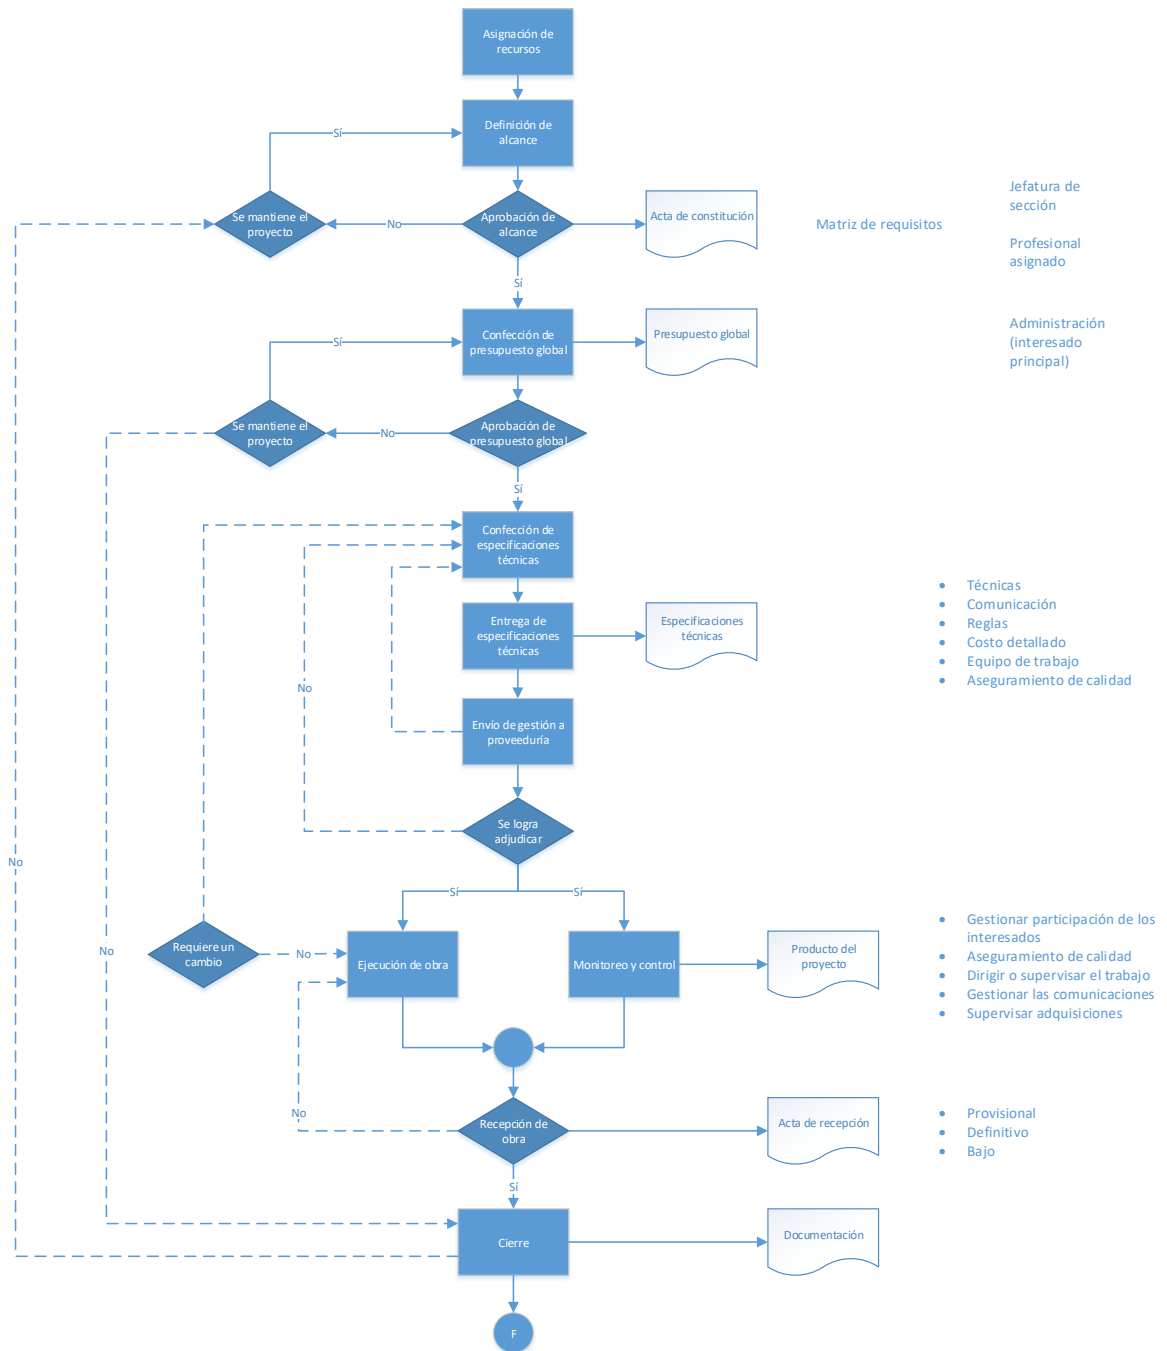 Asignación de
recursos
Definición de
alcance
Sí
Se mantiene el
proyecto
No
Aprobación de
alcance
Acta de constitución
Matriz de requisitos
Jefatura de
sección
Profesional
asignado
Sí
Confección de
presupuesto global
Presupuesto global
Administración
(interesado
principal)
Sí
Se mantiene el
proyecto
No
Aprobación de
presupuesto global
Sí
Confección de
especificaciones
técnicas
Entrega de
especificaciones
técnicas
Especificaciones
técnicas
• Técnicas
• Comunicación
• Reglas
• Costo detallado
• Equipo de trabajo
• Aseguramiento de calidad
No
Envío de gestión a
proveeduría
Se logra
adjudicar
No
Sí
Sí
Requiere un
cambio
No
No
Ejecución de obra
Monitoreo y control
Producto del
proyecto
• Gestionar participación de los
interesados
• Aseguramiento de calidad
• Dirigir o supervisar el trabajo
• Gestionar las comunicaciones
• Supervisar adquisiciones
No
Recepción de
obra
Acta de recepción
• Provisional
• Definitivo
• Bajo
Sí
Cierre
Documentación
F